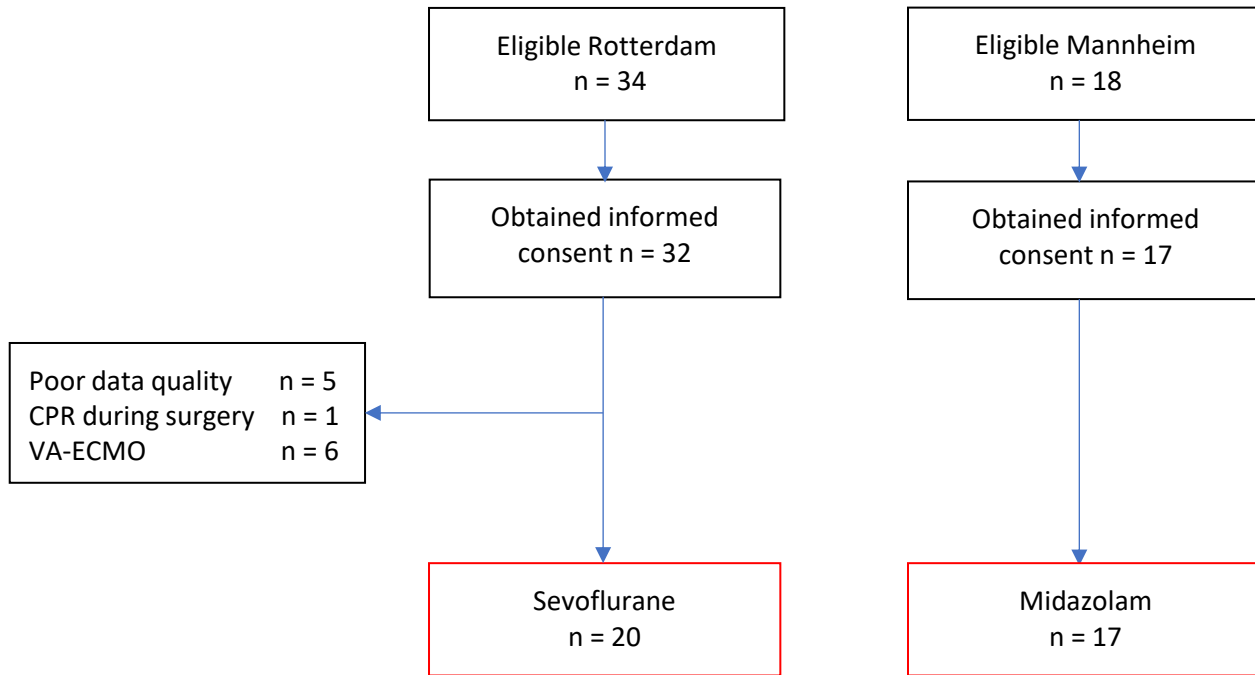 Eligible Rotterdam
n = 34
Eligible Mannheim
n = 18
Obtained informed
consent n = 32
Obtained informed
consent n = 17
Poor data quality n = 5
CPR during surgery n = 1
VA-ECMO n = 6
Sevoflurane
n = 20
Midazolam
n = 17